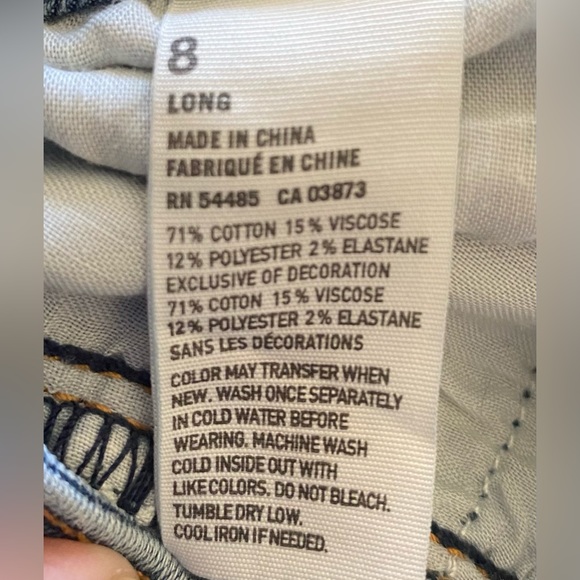 8
LONG
MADE IN CHINA
FABRIQUÉ EN CHINE
RN 54485 CA 03873
71% COTTON 15% VISCOSE
12% POLYESTER 2% ELASTANE
EXCLUSIVE OF DECORATION
71% COTON 15% VISCOSE
12% POLYESTER 2% ELASTANE
SANS LES DÉCORATIONS
COLOR MAY TRANSFER WHEN
NEW. WASH ONCE SEPARATELY
IN COLD WATER BEFORE
WEARING. MACHINE WASH
COLD INSIDE OUT WITH
LIKE COLORS. DO NOT BLEACH.
TUMBLE DRY LOW.
COOL IRON IF NEEDED.